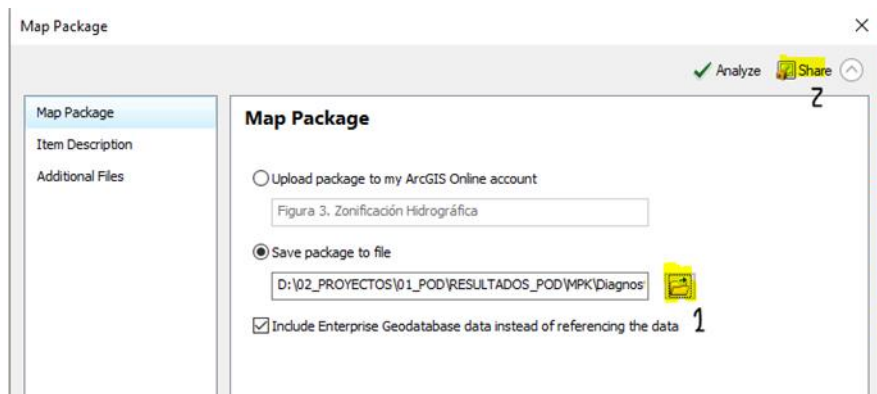 Map Package
Analyze Share
2
Map Package
Item Description
Additional Files
Map Package
Upload package to my ArcGIS Online account
Figura 3. Zonificación Hidrográfica
Save package to file
D:\02_PROYECTOS\01_POD\RESULTADOS_POD\MPK\Diagnos
Include Enterprise Geodatabase data instead of referencing the data 1